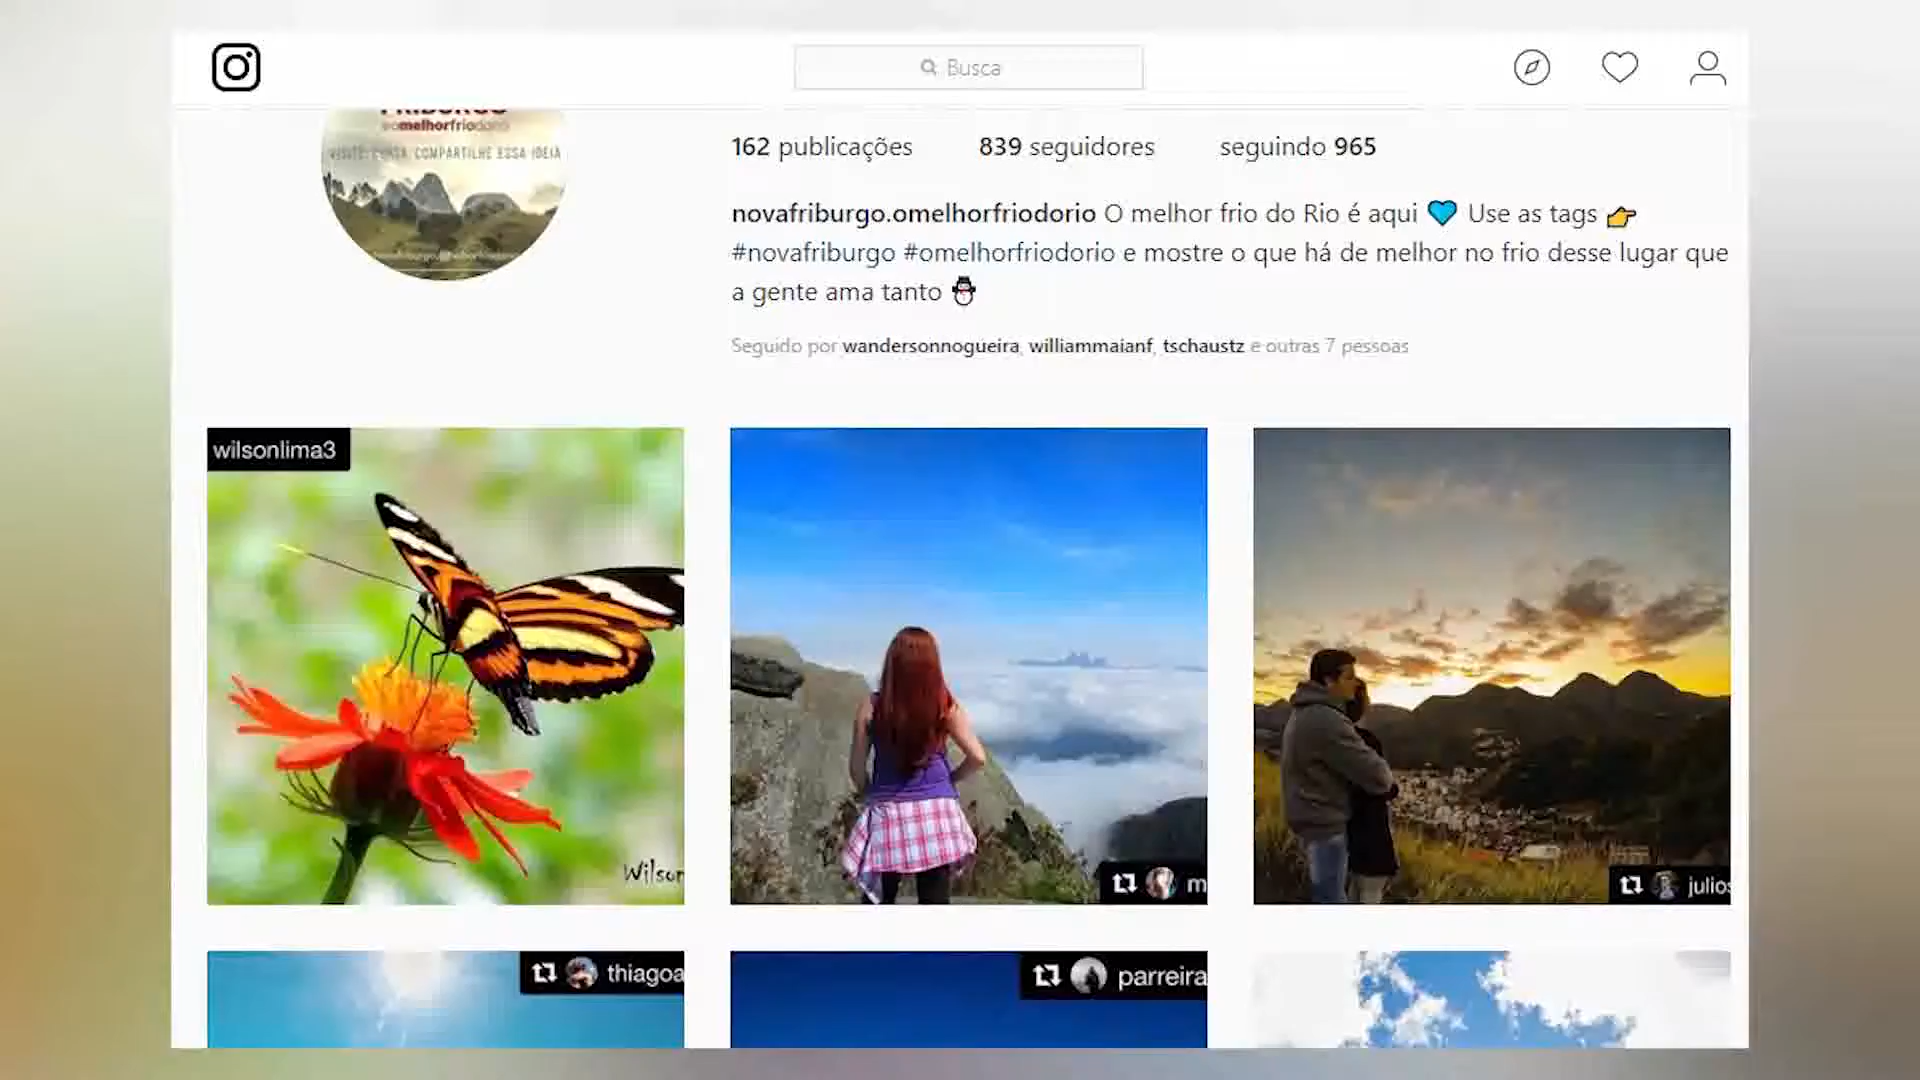 Busca
omelhorfriodorio
VISITE. CURTA. COMPARTILHE ESSA IDEIA
162 publicações 839 seguidores seguindo 965
novafriburgo.omelhorfriodorio O melhor frio do Rio é aqui 💙 Use as tags 👉
#novafriburgo #omelhorfriodorio e mostre o que há de melhor no frio desse lugar que
a gente ama tanto ⛄
Seguido por wandersonnogueira, williammaianf, tschaustz e outras 7 pessoas
wilsonlima3
Wilson
m
julios
thiagoa
parreira